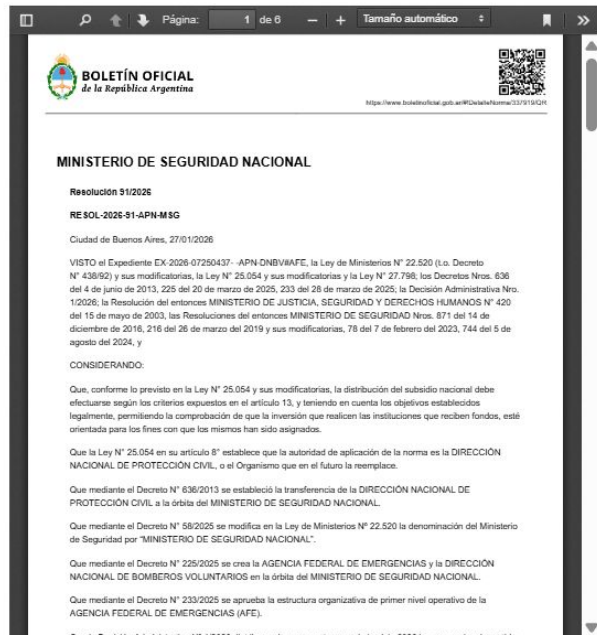 Página: 1 de 6 Tamaño automático
BOLETÍN OFICIAL
de la República Argentina
https://www.boletinoficial.gob.ar/#!DetalleNorma/337919/QR
MINISTERIO DE SEGURIDAD NACIONAL
Resolución 91/2026
RESOL-2026-91-APN-MSG
Ciudad de Buenos Aires, 27/01/2026
VISTO el Expediente EX-2026-07250437- -APN-DNBV#AFE, la Ley de Ministerios N° 22.520 (t.o. Decreto
N° 438/92) y sus modificatorias, la Ley N° 25.054 y sus modificatorias y la Ley N° 27.798; los Decretos Nros. 636
del 4 de junio de 2013, 225 del 20 de marzo de 2025, 233 del 28 de marzo de 2025; la Decisión Administrativa Nro.
1/2026; la Resolución del entonces MINISTERIO DE JUSTICIA, SEGURIDAD Y DERECHOS HUMANOS N° 420
del 15 de mayo de 2003, las Resoluciones del entonces MINISTERIO DE SEGURIDAD Nros. 871 del 14 de
diciembre de 2016, 216 del 26 de marzo del 2019 y sus modificatorias, 78 del 7 de febrero del 2023, 744 del 5 de
agosto del 2024, y
CONSIDERANDO:
Que, conforme lo previsto en la Ley N° 25.054 y sus modificatorias, la distribución del subsidio nacional debe
efectuarse según los criterios expuestos en el artículo 13, y teniendo en cuenta los objetivos establecidos
legalmente, permitiendo la comprobación de que la inversión que realicen las instituciones que reciben fondos, esté
orientada para los fines con que los mismos han sido asignados.
Que la Ley N° 25.054 en su artículo 8° establece que la autoridad de aplicación de la norma es la DIRECCIÓN
NACIONAL DE PROTECCIÓN CIVIL, o el Organismo que en el futuro la reemplace.
Que mediante el Decreto N° 636/2013 se estableció la transferencia de la DIRECCIÓN NACIONAL DE
PROTECCIÓN CIVIL a la órbita del MINISTERIO DE SEGURIDAD NACIONAL.
Que mediante el Decreto N° 58/2025 se modifica en la Ley de Ministerios Nº 22.520 la denominación del Ministerio
de Seguridad por "MINISTERIO DE SEGURIDAD NACIONAL".
Que mediante el Decreto N° 225/2025 se crea la AGENCIA FEDERAL DE EMERGENCIAS y la DIRECCIÓN
NACIONAL DE BOMBEROS VOLUNTARIOS en la órbita del MINISTERIO DE SEGURIDAD NACIONAL.
Que mediante el Decreto N° 233/2025 se aprueba la estructura organizativa de primer nivel operativo de la
AGENCIA FEDERAL DE EMERGENCIAS (AFE).